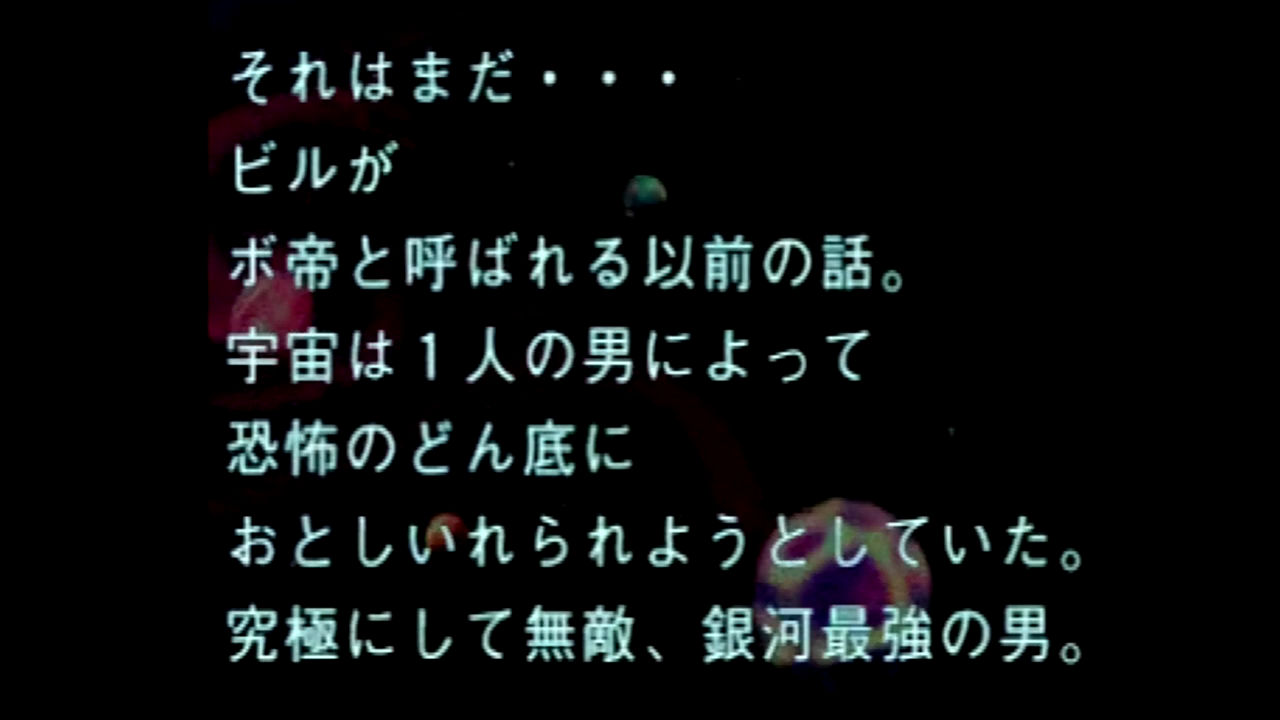 それはまだ・・・
ビルが
ボ帝と呼ばれる以前の話。
宇宙は１人の男によって
恐怖のどん底に
おとしいれられようとしていた。
究極にして無敵、銀河最強の男。